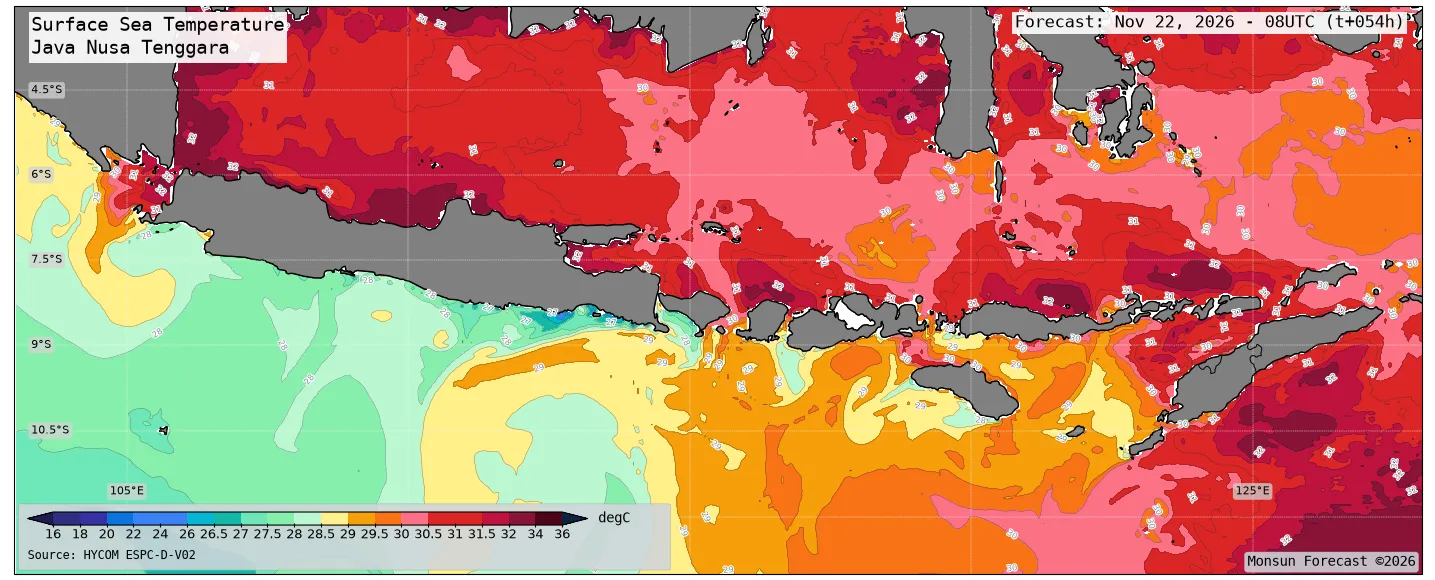 Surface Sea Temperature
Java Nusa Tenggara
Forecast: Nov 22, 2026 - 08UTC (t+054h)
4.5°S
6°S
7.5°S
9°S
10.5°S
105°E
125°E
degC
16 18 20 22 24 26 26.5 27 27.5 28 28.5 29 29.5 30 30.5 31 31.5 32 34 36
Source: HYCOM ESPC-D-V02
Monsun Forecast ©2026